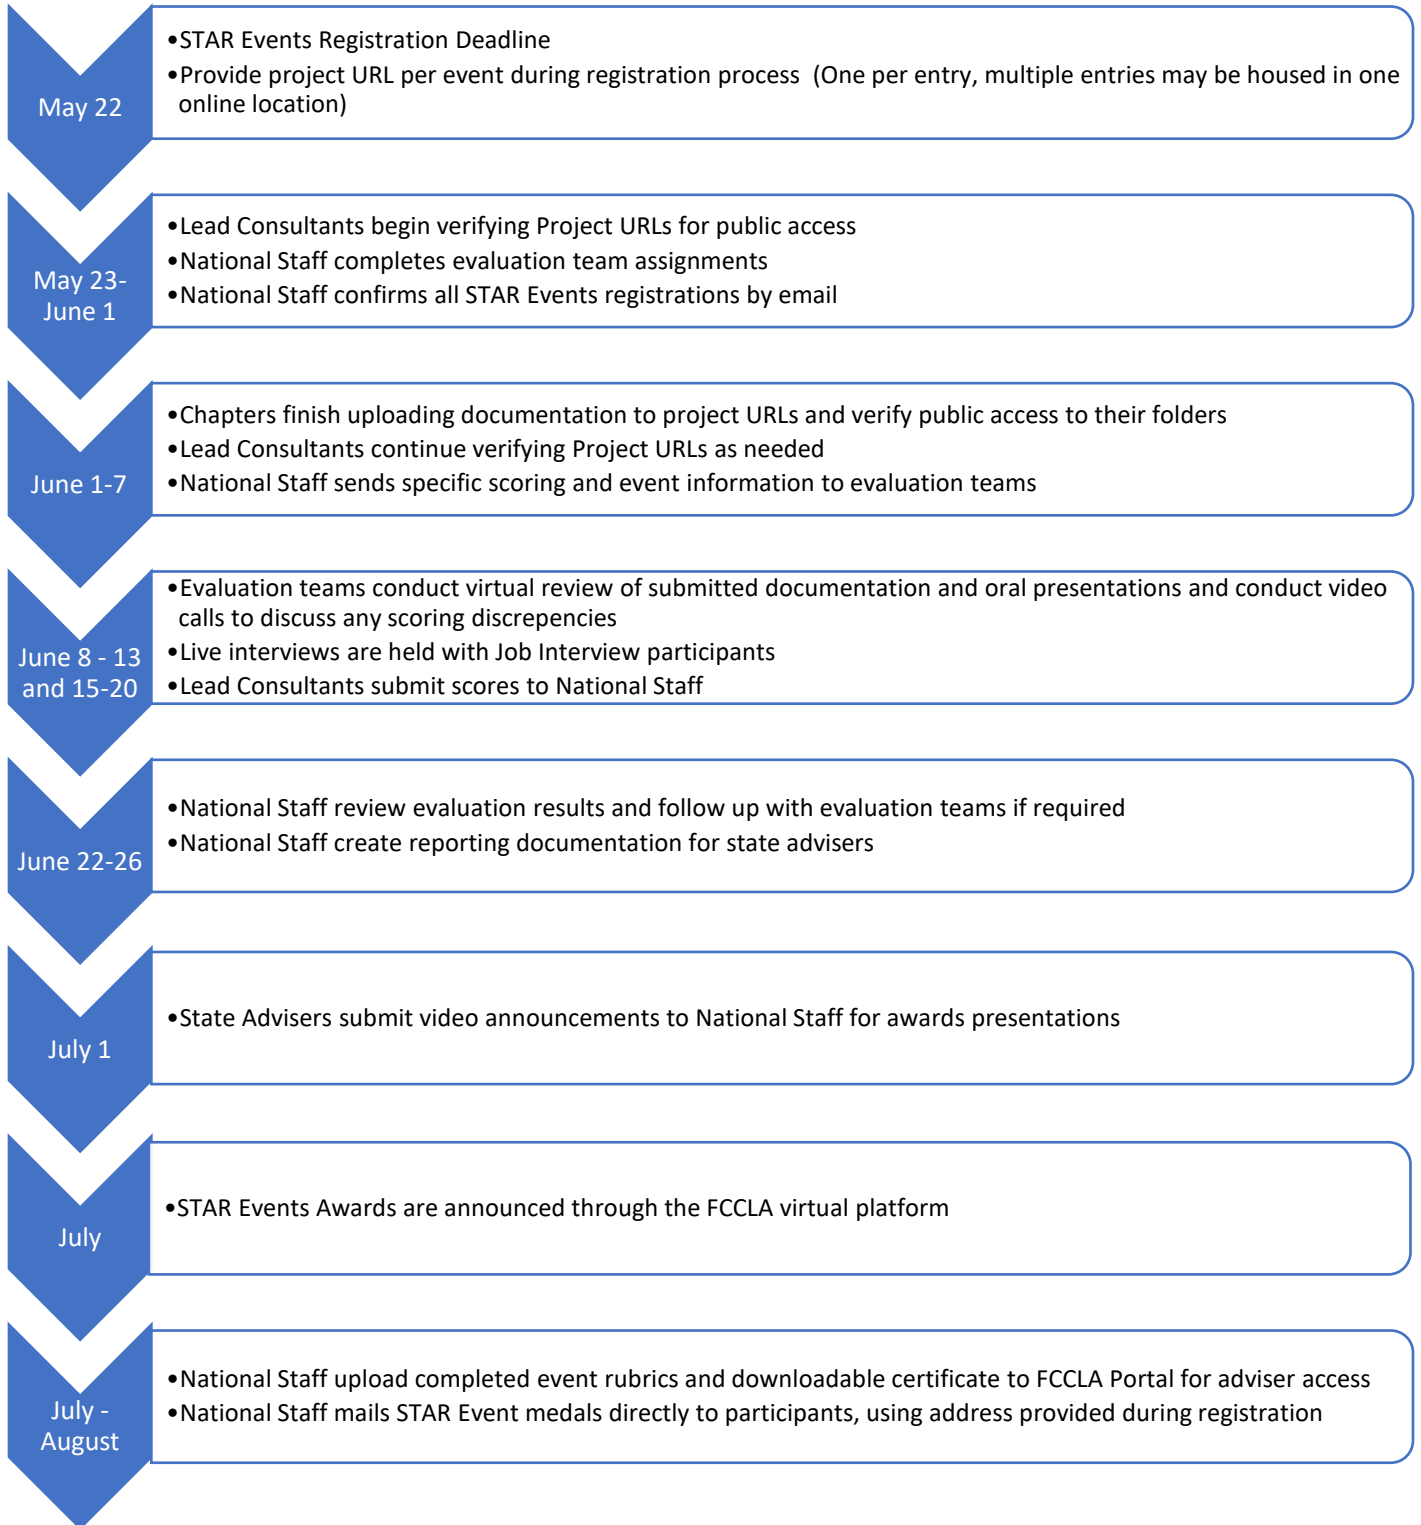 May 22
•STAR Events Registration Deadline
•Provide project URL per event during registration process  (One per entry, multiple entries may be housed in one
online location)
May 23-
June 1
•Lead Consultants begin verifying Project URLs for public access
•National Staff completes evaluation team assignments
•National Staff confirms all STAR Events registrations by email
June 1-7
•Chapters finish uploading documentation to project URLs and verify public access to their folders
•Lead Consultants continue verifying Project URLs as needed
•National Staff sends specific scoring and event information to evaluation teams
June 8 - 13
and 15-20
•Evaluation teams conduct virtual review of submitted documentation and oral presentations and conduct video
calls to discuss any scoring discrepencies
•Live interviews are held with Job Interview participants
•Lead Consultants submit scores to National Staff
June 22-26
•National Staff review evaluation results and follow up with evaluation teams if required
•National Staff create reporting documentation for state advisers
July 1
•State Advisers submit video announcements to National Staff for awards presentations
July
•STAR Events Awards are announced through the FCCLA virtual platform
July -
August
•National Staff upload completed event rubrics and downloadable certificate to FCCLA Portal for adviser access
•National Staff mails STAR Event medals directly to participants, using address provided during registration